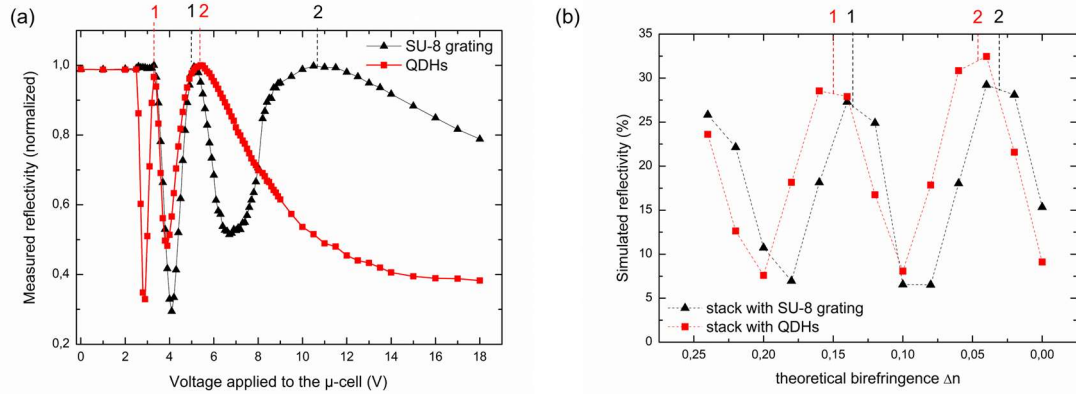 (a)
1 1 2 2
SU-8 grating
QDHs
Measured reflectivity (normalized)
1,0
0,8
0,6
0,4
0,2
0 2 4 6 8 10 12 14 16 18
Voltage applied to the µ-cell (V)
(b)
1 1 2 2
Simulated reflectivity (%)
35
30
25
20
15
10
5
0
stack with SU-8 grating
stack with QDHs
0,25 0,20 0,15 0,10 0,05 0,00
theoretical birefringence Δn